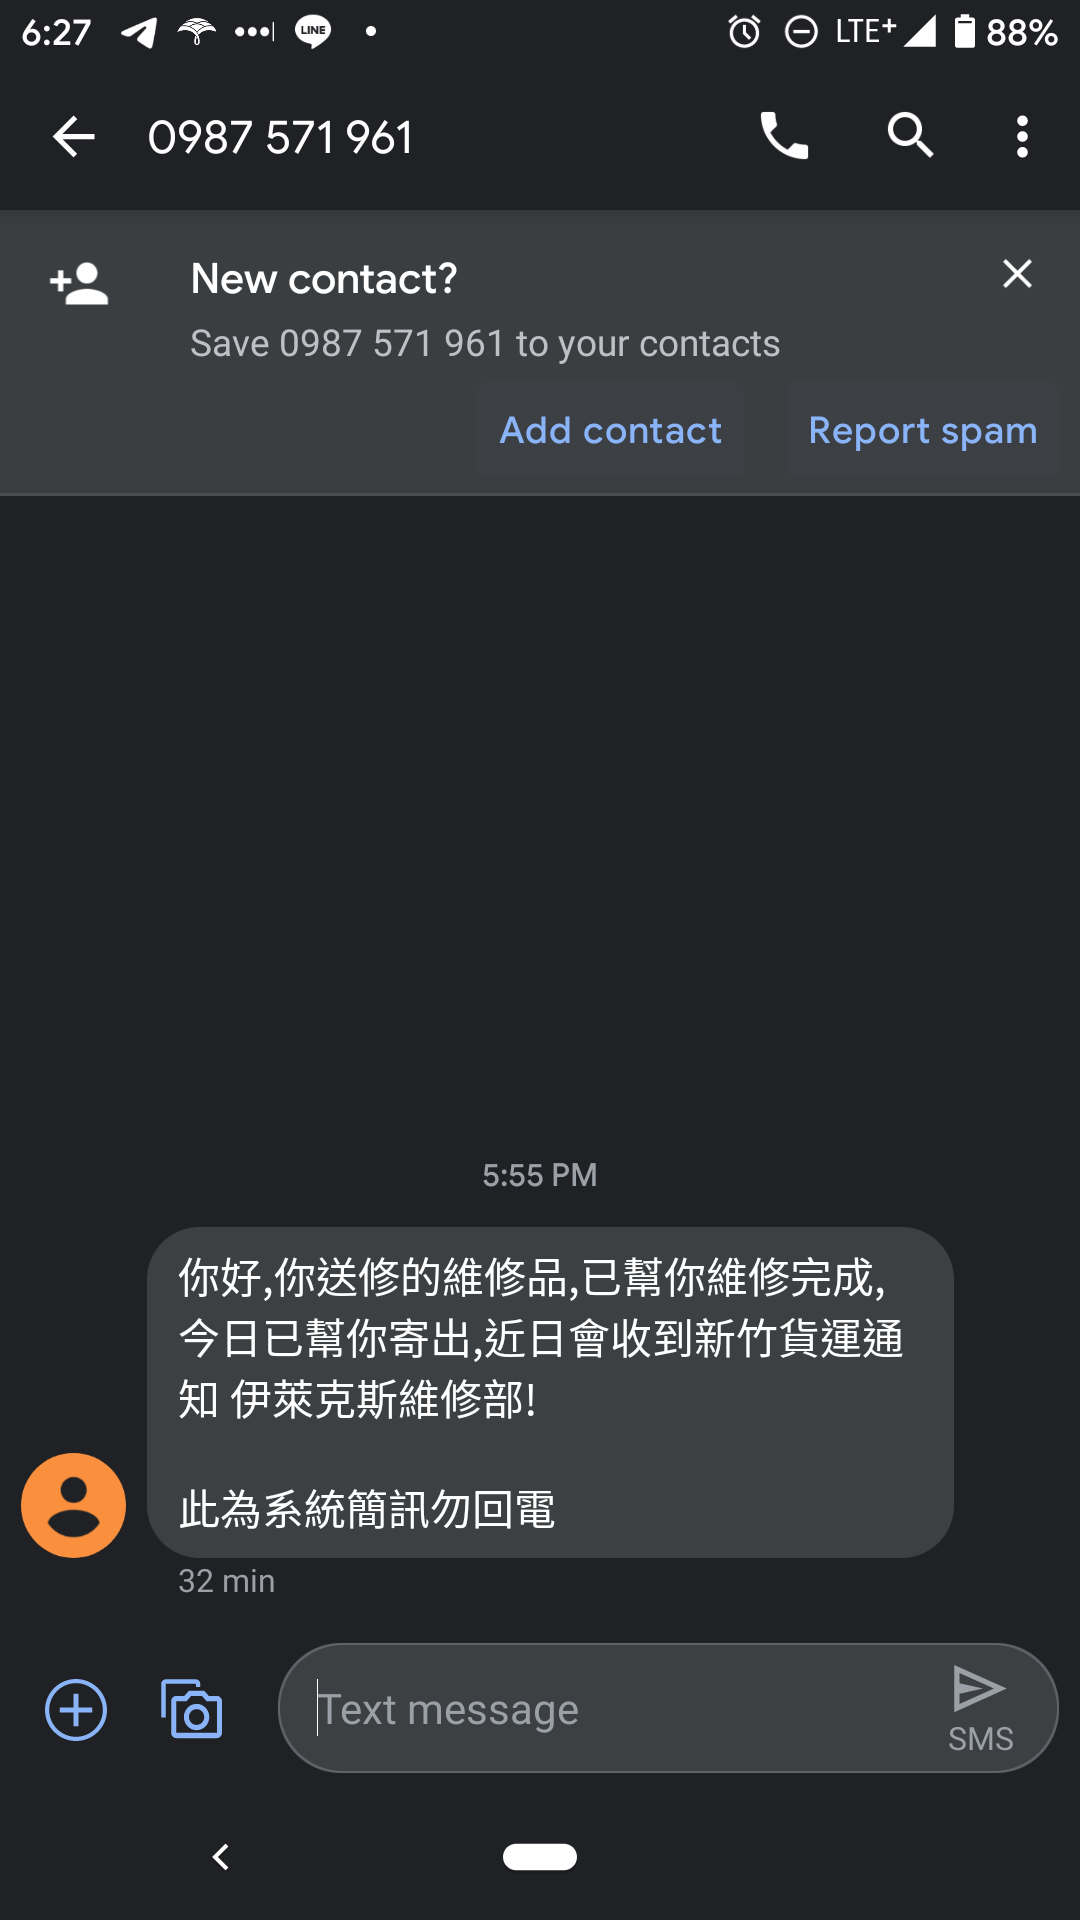 6:27 LINE LTE+ 88%
0987 571 961
New contact?
Save 0987 571 961 to your contacts
Add contact Report spam
5:55 PM
你好,你送修的維修品,已幫你維修完成,
今日已幫你寄出,近日會收到新竹貨運通
知 伊萊克斯維修部!
此為系統簡訊勿回電
32 min
Text message
SMS